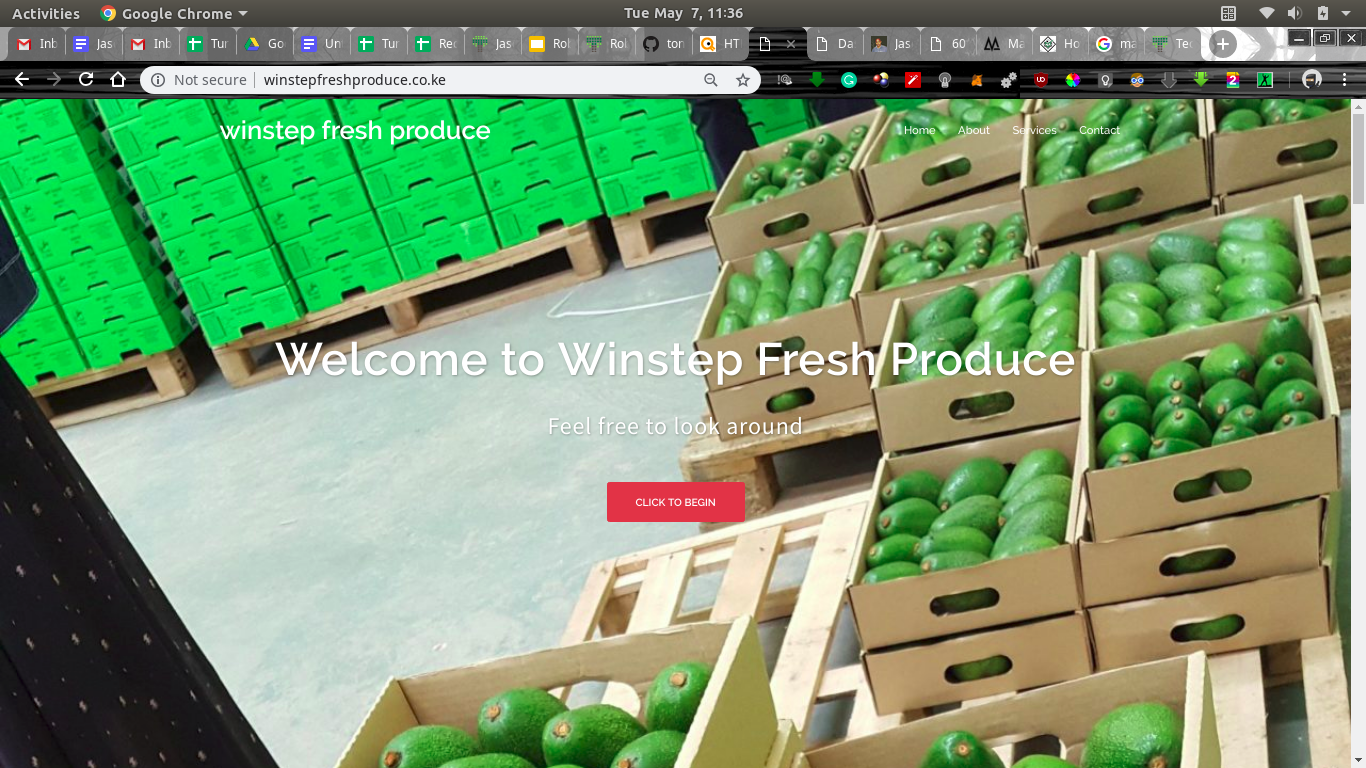 Activities Google Chrome Tue May 7, 11:36
Inb Jas Inb Tur Go Un Tur Rec Jas Rol Rol tor HT Da Jas 60 Ma Ho ma Tec
Not secure winstepfreshproduce.co.ke
winstep fresh produce
Home About Services Contact
Welcome to Winstep Fresh Produce
Feel free to look around
CLICK TO BEGIN